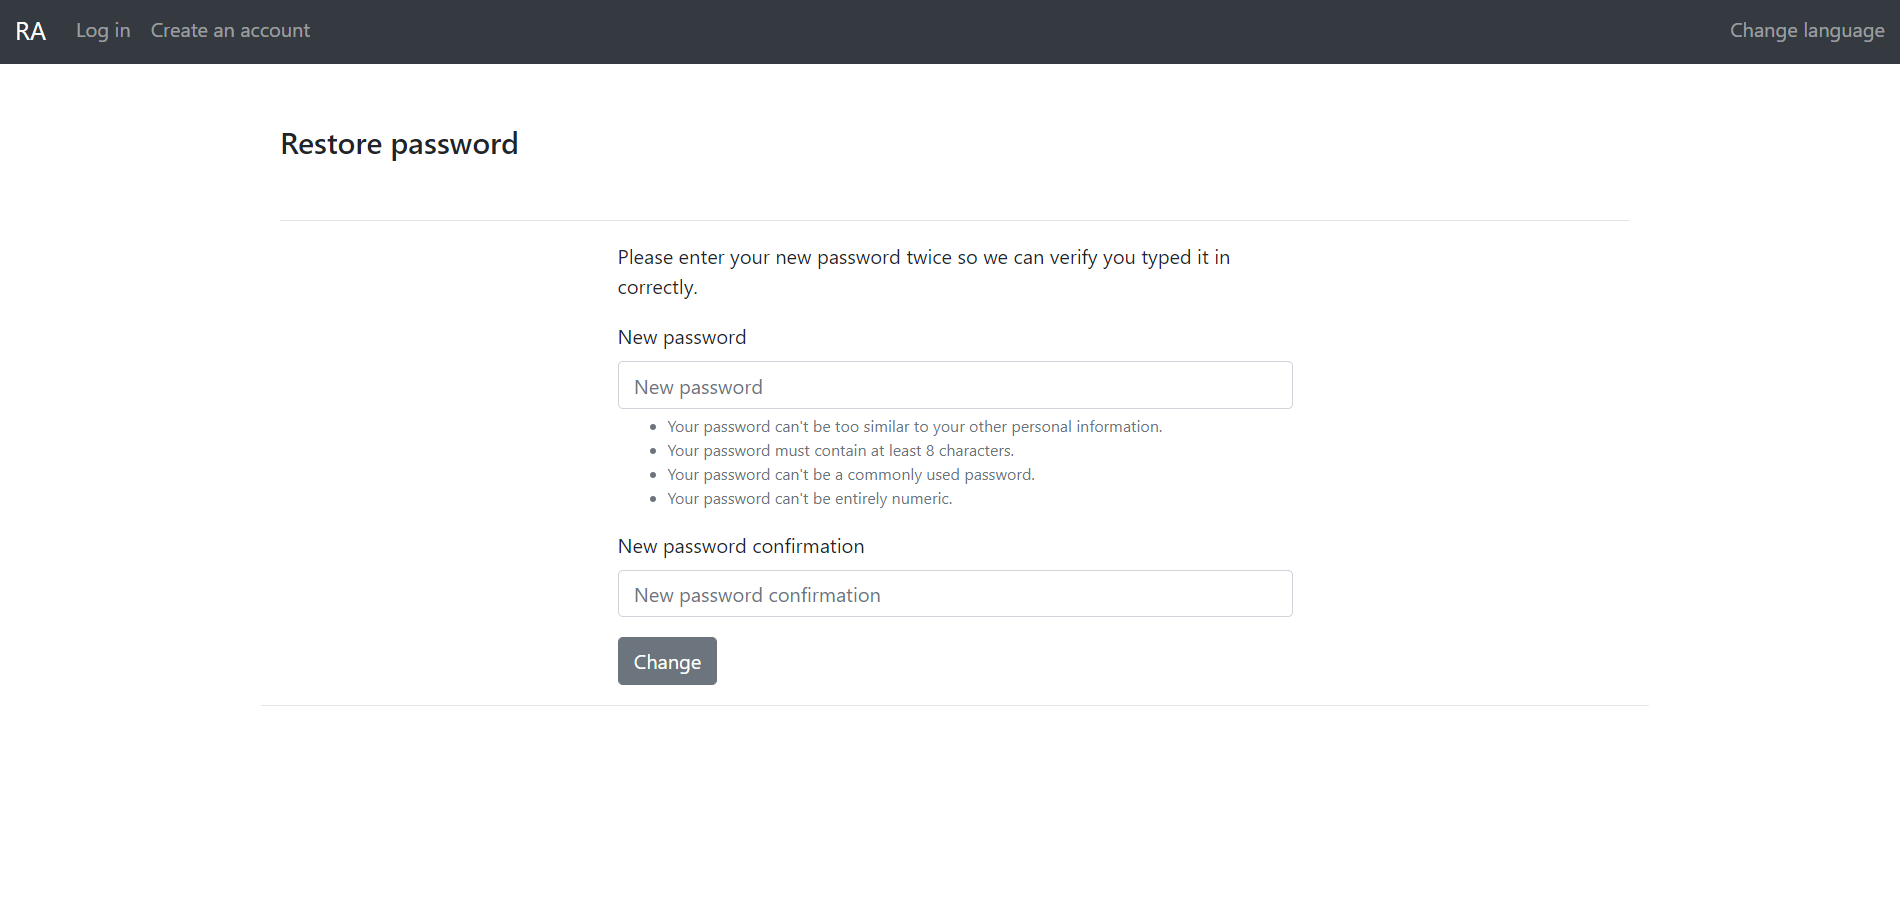 RA Log in Create an account Change language
Restore password
Please enter your new password twice so we can verify you typed it in
correctly.
New password
New password
Your password can't be too similar to your other personal information.
Your password must contain at least 8 characters.
Your password can't be a commonly used password.
Your password can't be entirely numeric.
New password confirmation
New password confirmation
Change